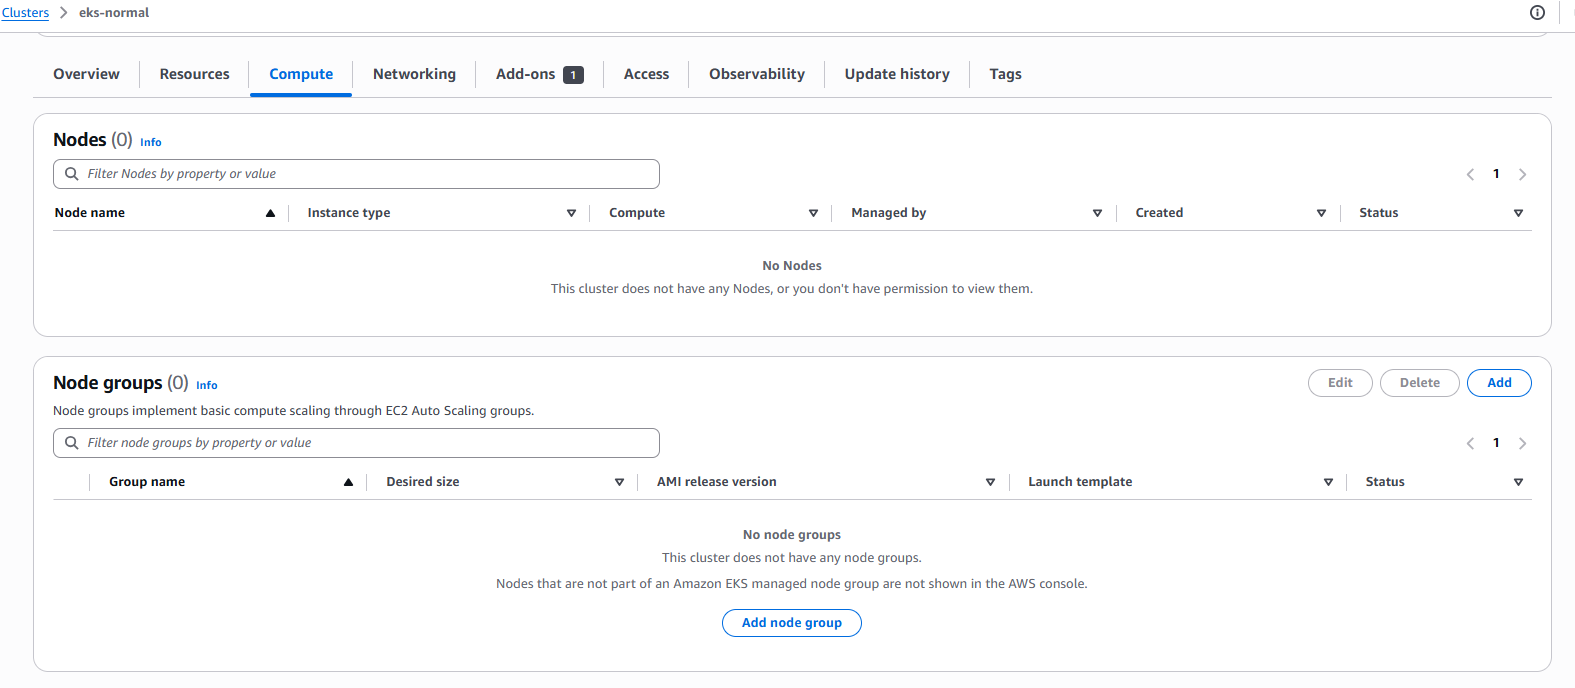 Clusters > eks-normal
Overview Resources Compute Networking Add-ons 1 Access Observability Update history Tags
Nodes (0) Info
Filter Nodes by property or value
1
Node name Instance type Compute Managed by Created Status
No Nodes
This cluster does not have any Nodes, or you don't have permission to view them.
Node groups (0) Info
Edit Delete Add
Node groups implement basic compute scaling through EC2 Auto Scaling groups.
Filter node groups by property or value
1
Group name Desired size AMI release version Launch template Status
No node groups
This cluster does not have any node groups.
Nodes that are not part of an Amazon EKS managed node group are not shown in the AWS console.
Add node group